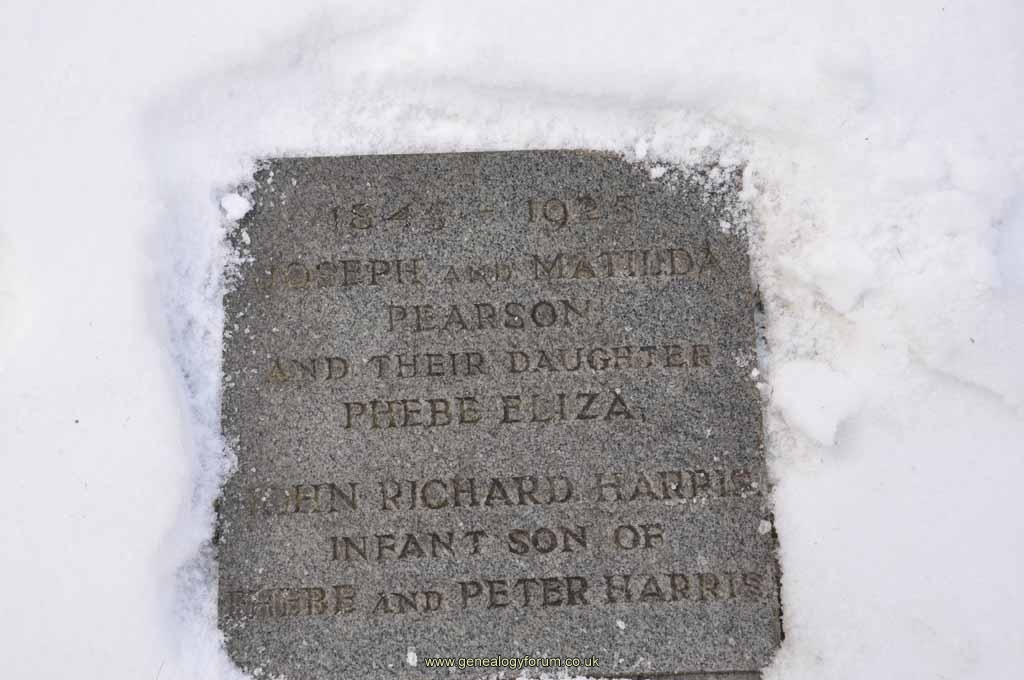 1845 - 1925
JOSEPH AND MATILDA
PEARSON
AND THEIR DAUGHTER
PHEBE ELIZA.
JOHN RICHARD HARRIS
INFANT SON OF
PHEBE AND PETER HARRIS
www.genealogyforum.co.uk